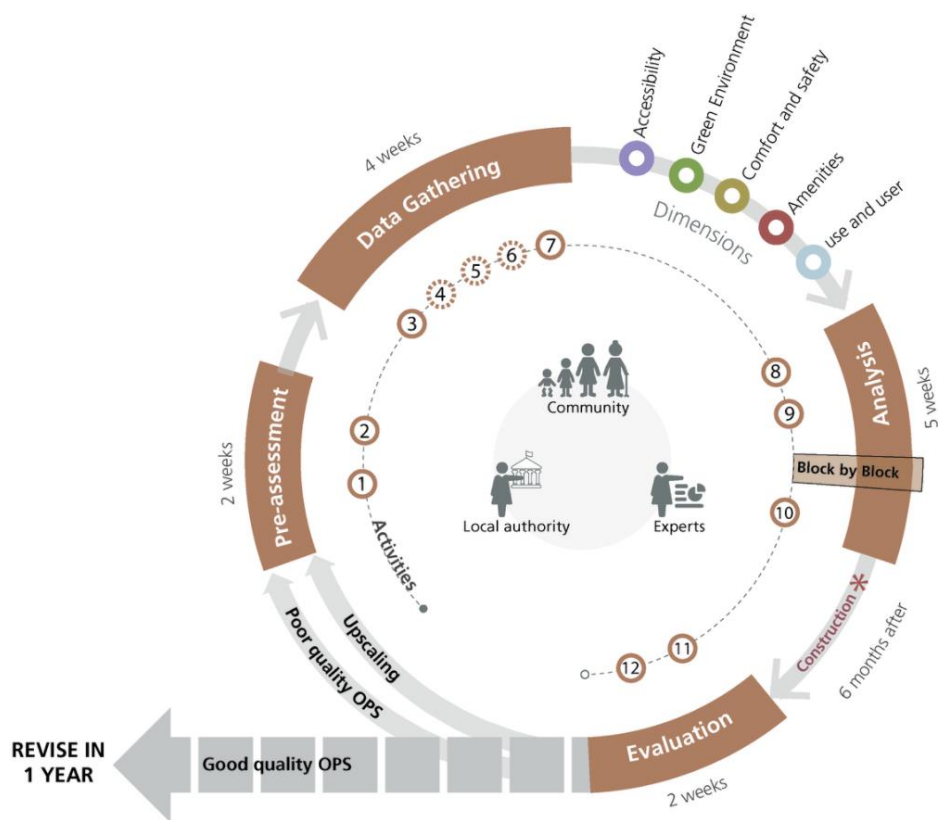 4 weeks
Data Gathering
Accessibility
Green Environment
Comfort and safety
Amenities
use and user
Dimensions
Pre-assessment
2 weeks
1
2
3
4
5
6
7
8
9
10
11
12
Activities
Community
Local authority
Experts
Analysis
5 weeks
Block by Block
Construction *
6 months after
Evaluation
2 weeks
Upscaling
Poor quality OPS
Good quality OPS
REVISE IN
1 YEAR